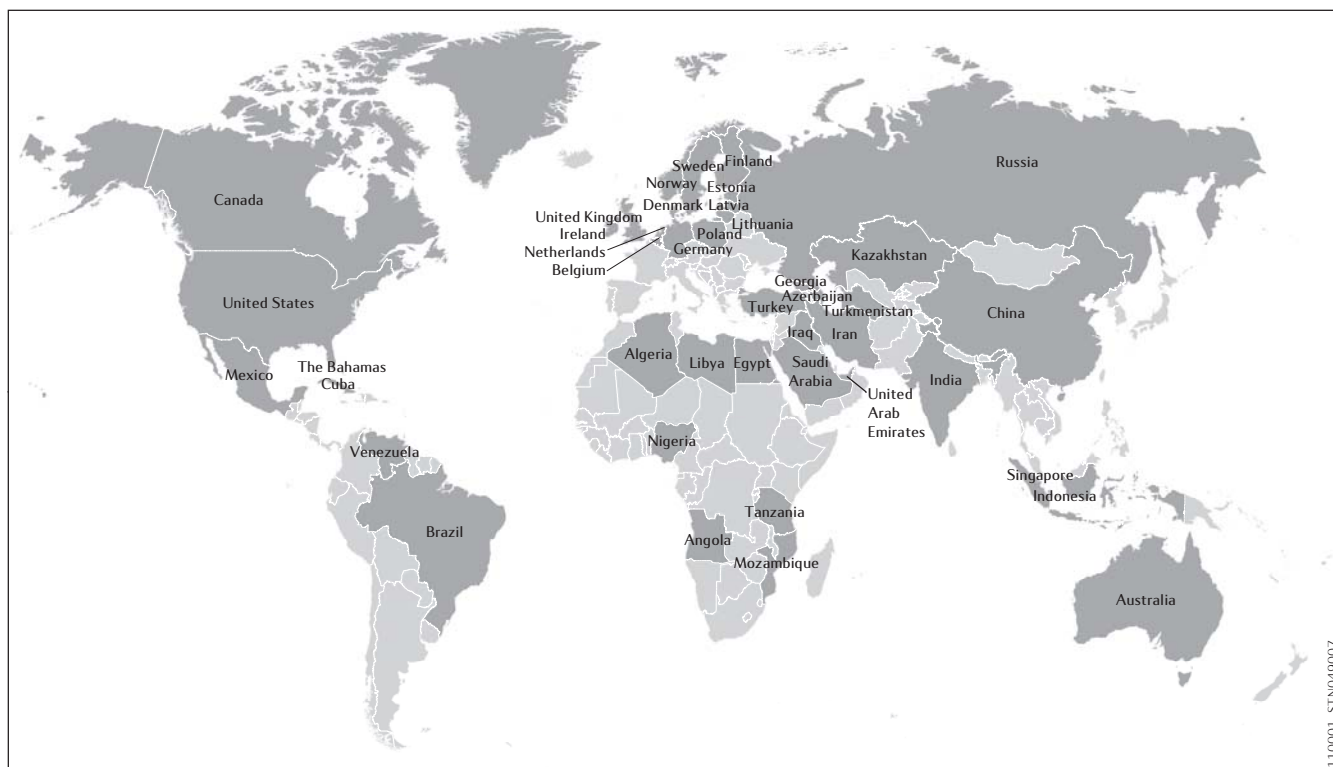 Russia
Sweden
Finland
Norway
Estonia
Canada
Denmark
Latvia
United Kingdom
Lithuania
Ireland
Poland
Netherlands
Germany
Kazakhstan
Belgium
Georgia
Azerbaijan
United States
Turkey
Turkmenistan
China
Iraq
Iran
Algeria
Libya
Egypt
Saudi
Arabia
The Bahamas
Cuba
Mexico
India
United
Arab
Emirates
Nigeria
Venezuela
Singapore
Indonesia
Tanzania
Brazil
Angola
Mozambique
Australia
110001_STN049007